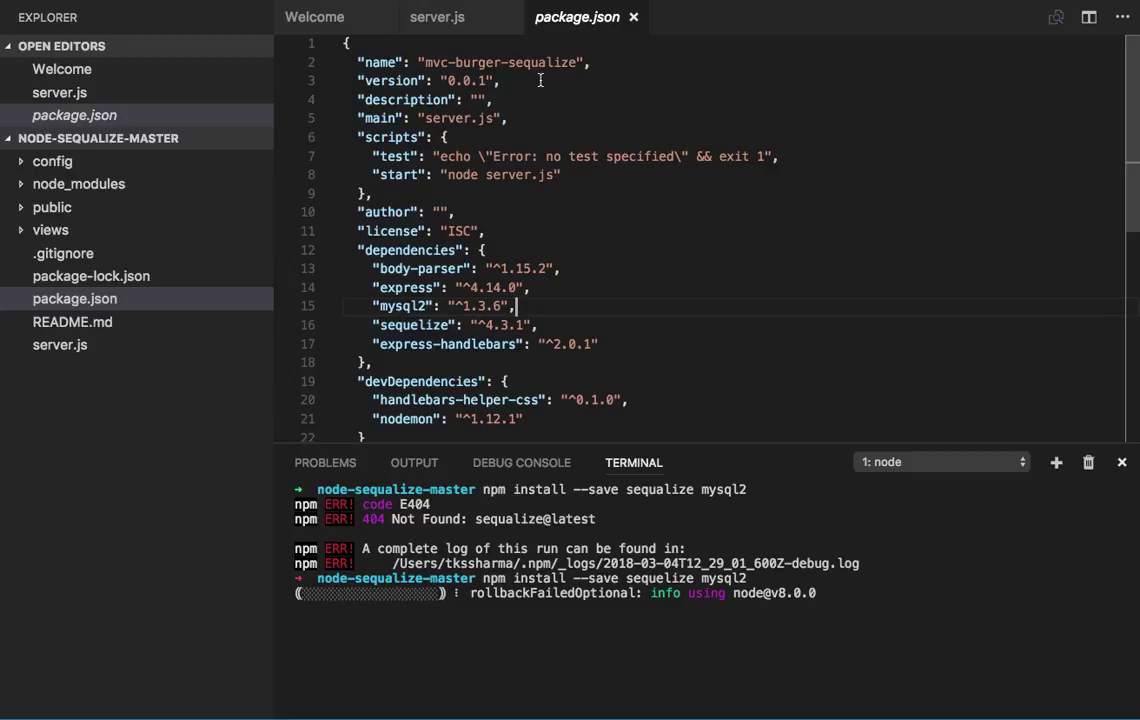 EXPLORER
Welcome
server.js
package.json ×
OPEN EDITORS
Welcome
server.js
package.json
NODE-SEQUALIZE-MASTER
config
node_modules
public
views
.gitignore
package-lock.json
package.json
README.md
server.js
1 {
2 "name": "mvc-burger-sequalize",
3 "version": "0.0.1",
4 "description": "",
5 "main": "server.js",
6 "scripts": {
7 "test": "echo \"Error: no test specified\" && exit 1",
8 "start": "node server.js"
9 },
10 "author": "",
11 "license": "ISC",
12 "dependencies": {
13 "body-parser": "^1.15.2",
14 "express": "^4.14.0",
15 "mysql2": "^1.3.6",
16 "sequelize": "^4.3.1",
17 "express-handlebars": "^2.0.1"
18 },
19 "devDependencies": {
20 "handlebars-helper-css": "^0.1.0",
21 "nodemon": "^1.12.1"
22 }
PROBLEMS OUTPUT DEBUG CONSOLE TERMINAL 1: node
→ node-sequalize-master npm install --save sequalize mysql2
npm ERR! code E404
npm ERR! 404 Not Found: sequalize@latest
npm ERR! A complete log of this run can be found in:
npm ERR! /Users/tkssharma/.npm/_logs/2018-03-04T12_29_01_600Z-debug.log
→ node-sequalize-master npm install --save sequelize mysql2
(░░░░░░░░░░░░░░░░░░) ⠸ rollbackFailedOptional: info using node@v8.0.0